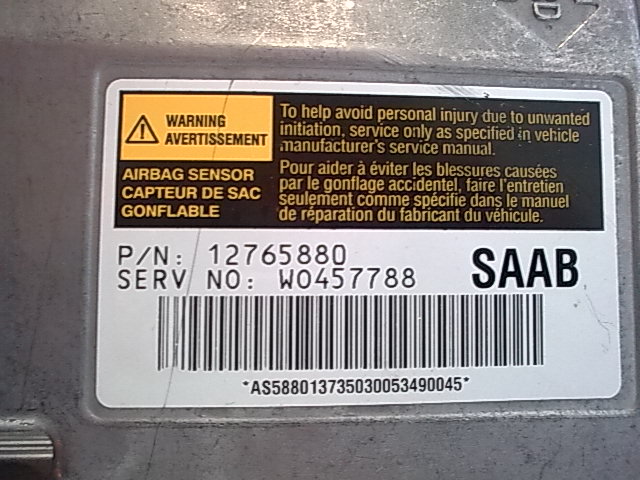 WARNING
AVERTISSEMENT
AIRBAG SENSOR
CAPTEUR DE SAC
GONFLABLE
To help avoid personal injury due to unwanted
initiation, service only as specified in vehicle
manufacturer's service manual.
Pour aider à éviter les blessures causées
par le gonflage accidentel, faire l'entretien
seulement comme spécifie dans le manuel
de réparation du fabricant du véhicule.
P/N: 12765880
SERV NO: W0457788
SAAB
*AS588013735030053490045*